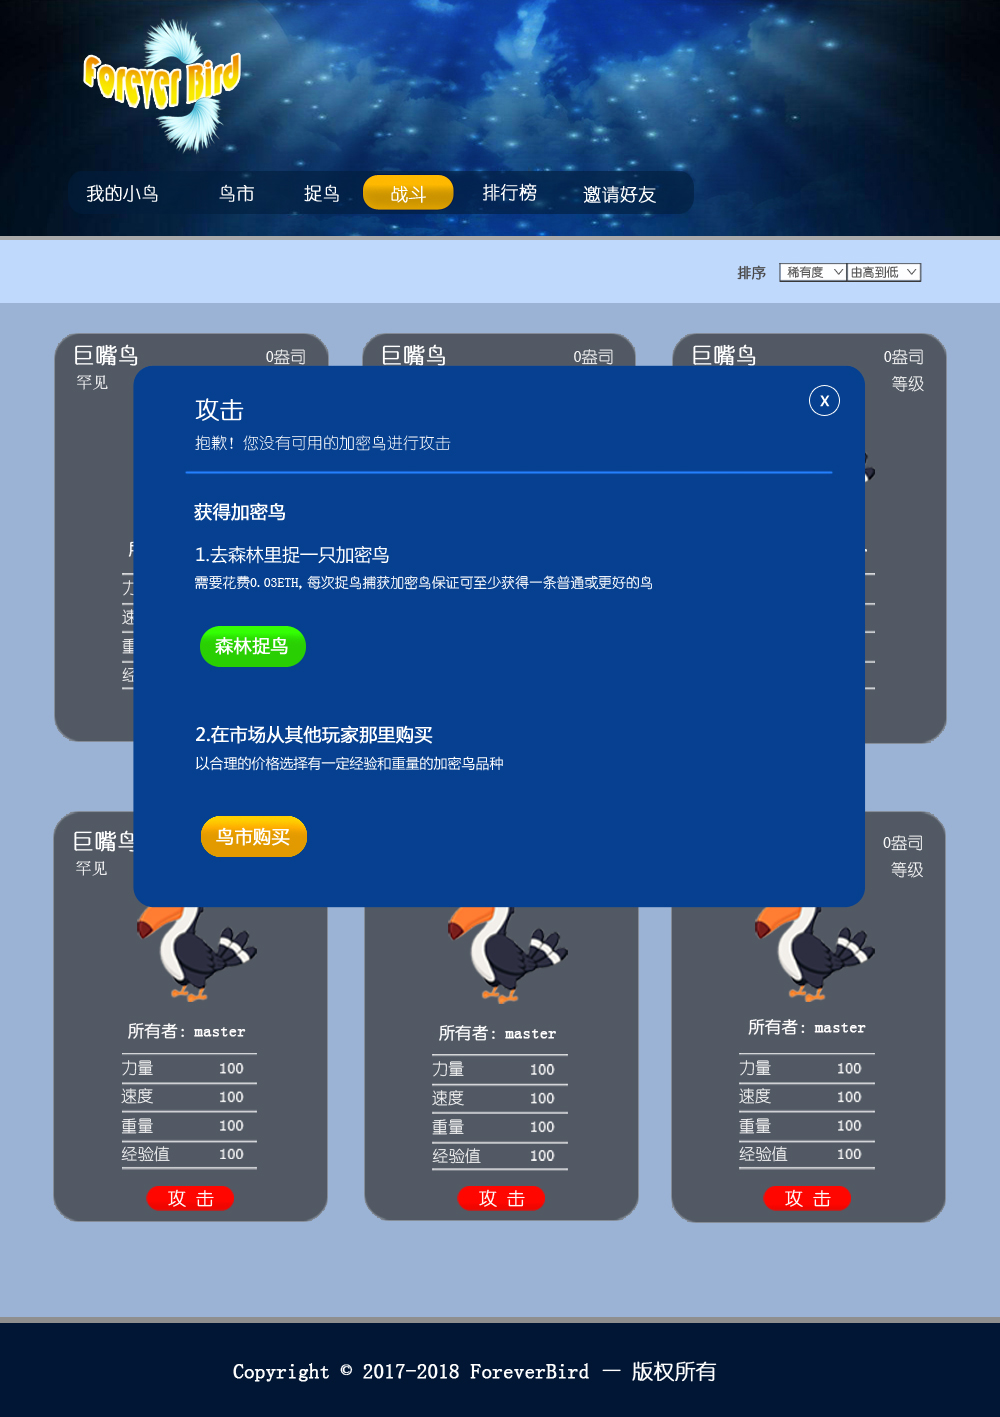 Forever Bird
我的小鸟 鸟市 捉鸟 战斗 排行榜 邀请好友
排序 稀有度 由高到低
巨嘴鸟 0盎司 巨嘴鸟 0盎司 巨嘴鸟 0盎司
罕见 等级
攻击 X
抱歉！您没有可用的加密鸟进行攻击
获得加密鸟
1.去森林里捉一只加密鸟
需要花费0.03ETH, 每次捉鸟捕获加密鸟保证可至少获得一条普通或更好的鸟
力
速
重
森林捉鸟
2.在市场从其他玩家那里购买
以合理的价格选择有一定经验和重量的加密鸟品种
鸟市购买
巨嘴鸟 0盎司
罕见 等级
所有者: master 所有者: master 所有者: master
力量 100 力量 100 力量 100
速度 100 速度 100 速度 100
重量 100 重量 100 重量 100
经验值 100 经验值 100 经验值 100
攻 击 攻 击 攻 击
Copyright © 2017-2018 ForeverBird 一 版权所有